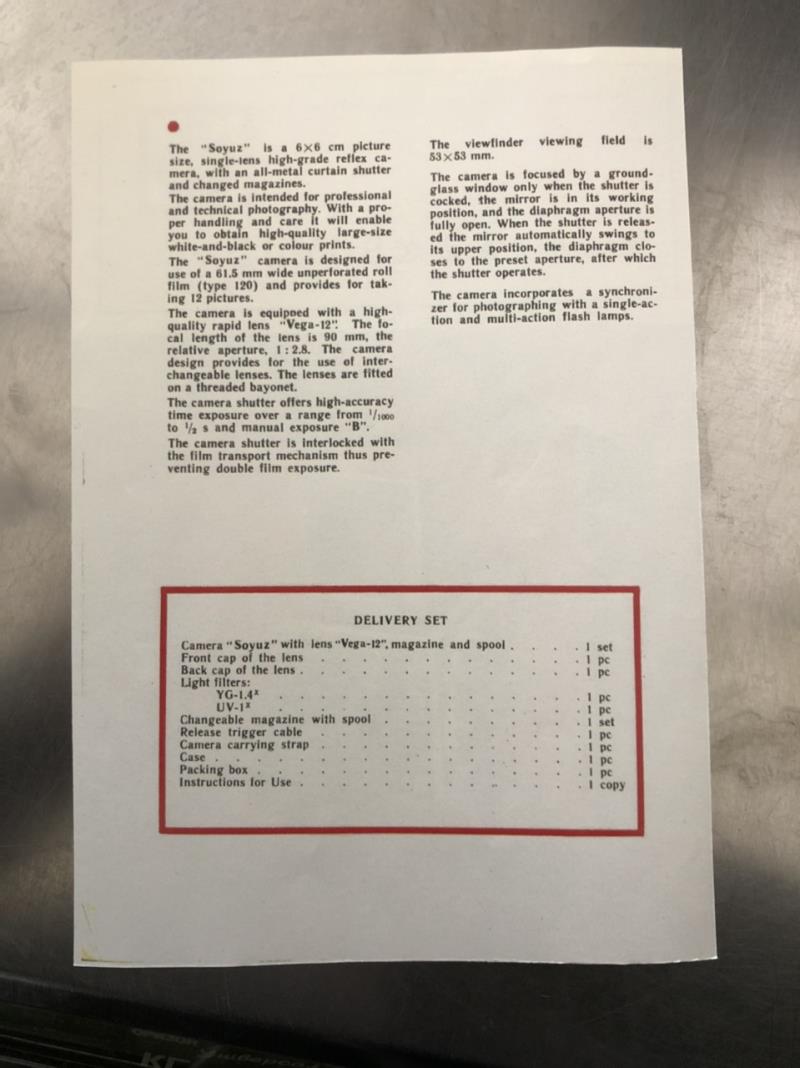 The "Soyuz" is a 6×6 cm picture
size, single-lens high-grade reflex ca-
mera, with an all-metal curtain shutter
and changed magazines.
The camera is intended for professional
and technical photography. With a pro-
per handling and care it will enable
you to obtain high-quality large-size
white-and-black or colour prints.
The "Soyuz" camera is designed for
use of a 61.5 mm wide unperforated roll
film (type 120) and provides for tak-
ing 12 pictures.
The camera is equipped with a high-
quality rapid lens "Vega-12". The fo-
cal length of the lens is 90 mm, the
relative aperture, 1 : 2.8. The camera
design provides for the use of inter-
changeable lenses. The lenses are fitted
on a threaded bayonet.
The camera shutter offers high-accuracy
time exposure over a range from 1/1000
to 1/2 s and manual exposure "B".
The camera shutter is interlocked with
the film transport mechanism thus pre-
venting double film exposure.
The viewfinder viewing field is
53×53 mm.
The camera is focused by a ground-
glass window only when the shutter is
cocked, the mirror is in its working
position, and the diaphragm aperture is
fully open. When the shutter is releas-
ed the mirror automatically swings to
its upper position, the diaphragm clo-
ses to the preset aperture, after which
the shutter operates.
The camera incorporates a synchroni-
zer for photographing with a single-ac-
tion and multi-action flash lamps.
DELIVERY SET
Camera "Soyuz" with lens "Vega-12", magazine and spool . . . . 1 set
Front cap of the lens . . . . . . . . . . . . 1 pc
Back cap of the lens . . . . . . . . . . . . . 1 pc
Light filters:
YG-1.4ˣ . . . . . . . . . . . . . . 1 pc
UV-1ˣ . . . . . . . . . . . . . . 1 pc
Changeable magazine with spool . . . . . . . . . . 1 set
Release trigger cable . . . . . . . . . . . . 1 pc
Camera carrying strap . . . . . . . . . . . . 1 pc
Case . . . . . . . . . . . . . . . . . 1 pc
Packing box . . . . . . . . . . . . . . . 1 pc
Instructions for Use . . . . . . . . . . . . . 1 copy